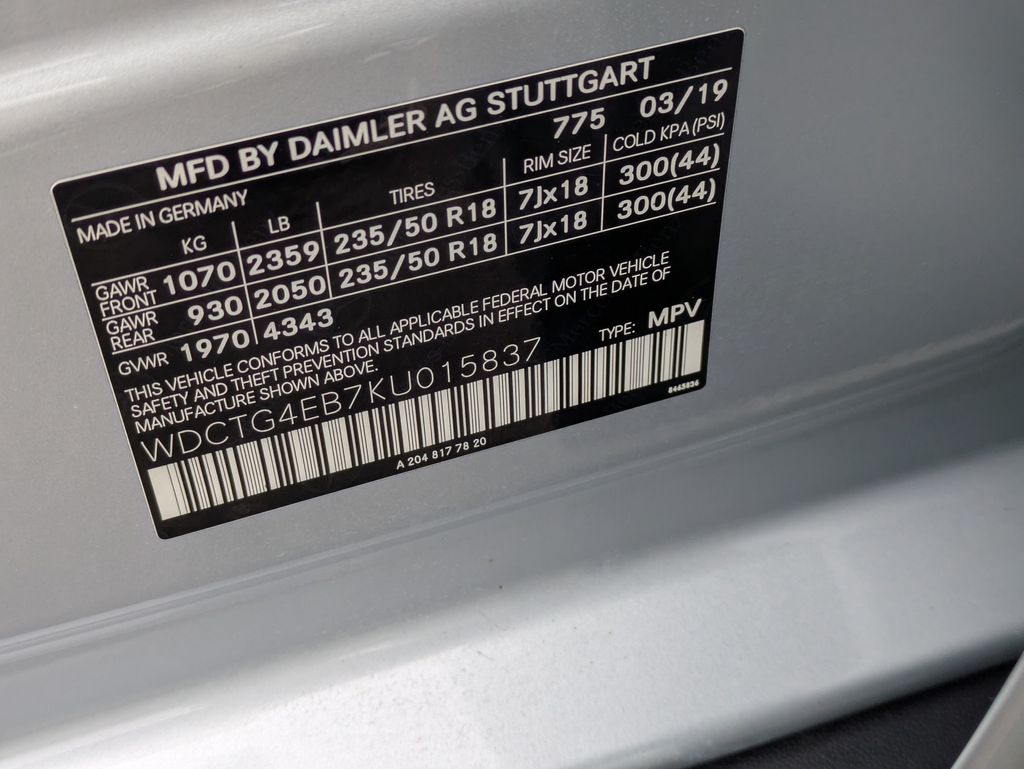 MFD BY DAIMLER AG STUTTGART
MADE IN GERMANY 775 03/19
KG LB TIRES RIM SIZE COLD KPA (PSI)
GAWR FRONT 1070 2359 235/50 R18 7Jx18 300(44)
GAWR REAR 930 2050 235/50 R18 7Jx18 300(44)
GVWR 1970 4343
THIS VEHICLE CONFORMS TO ALL APPLICABLE FEDERAL MOTOR VEHICLE
SAFETY AND THEFT PREVENTION STANDARDS IN EFFECT ON THE DATE OF
MANUFACTURE SHOWN ABOVE.
WDCTG4EB7KU015837 TYPE: MPV
A 204 817 78 20